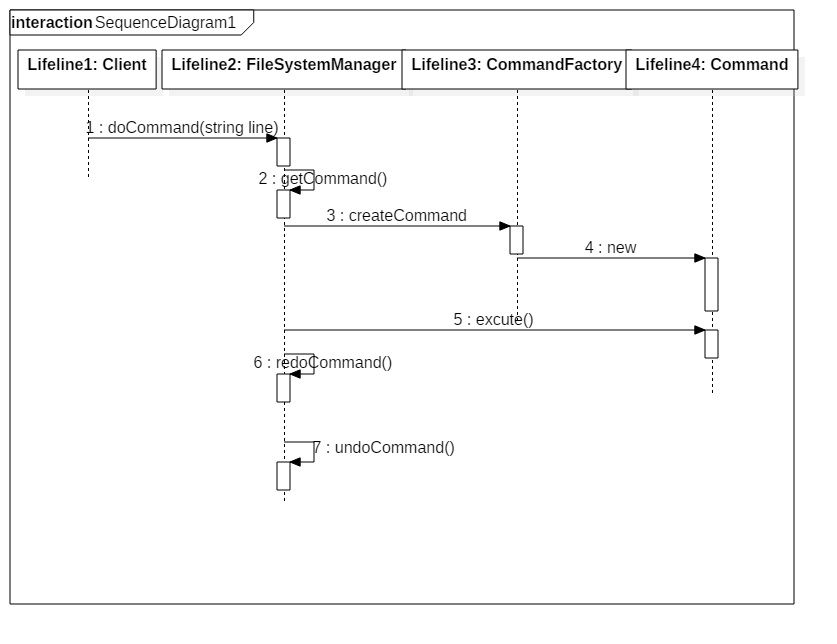 interaction SequenceDiagram1
Lifeline1: Client
Lifeline2: FileSystemManager
Lifeline3: CommandFactory
Lifeline4: Command
1 : doCommand(string line)
2 : getCommand()
3 : createCommand
4 : new
5 : excute()
6 : redoCommand()
7 : undoCommand()